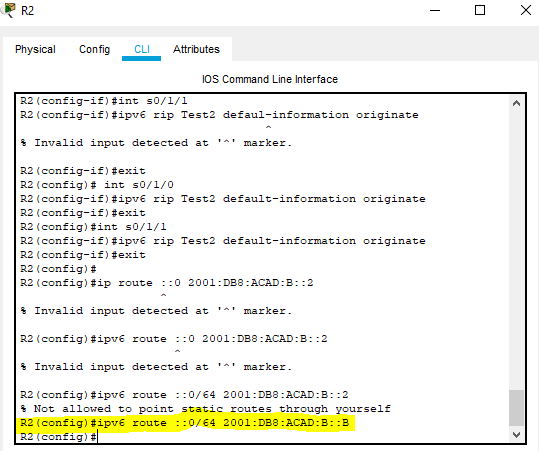 R2
Physical Config CLI Attributes
IOS Command Line Interface
R2(config-if)#int s0/1/1
R2(config-if)#ipv6 rip Test2 defaul-information originate
^
% Invalid input detected at '^' marker.
R2(config-if)#exit
R2(config)# int s0/1/0
R2(config-if)#ipv6 rip Test2 default-information originate
R2(config-if)#exit
R2(config)#int s0/1/1
R2(config-if)#ipv6 rip Test2 default-information originate
R2(config-if)#exit
R2(config)#
R2(config)#ip route ::0 2001:DB8:ACAD:B::2
^
% Invalid input detected at '^' marker.
R2(config)#ipv6 route ::0 2001:DB8:ACAD:B::2
^
% Invalid input detected at '^' marker.
R2(config)#ipv6 route ::0/64 2001:DB8:ACAD:B::2
% Not allowed to point static routes through yourself
R2(config)#ipv6 route ::0/64 2001:DB8:ACAD:B::B
R2(config)#